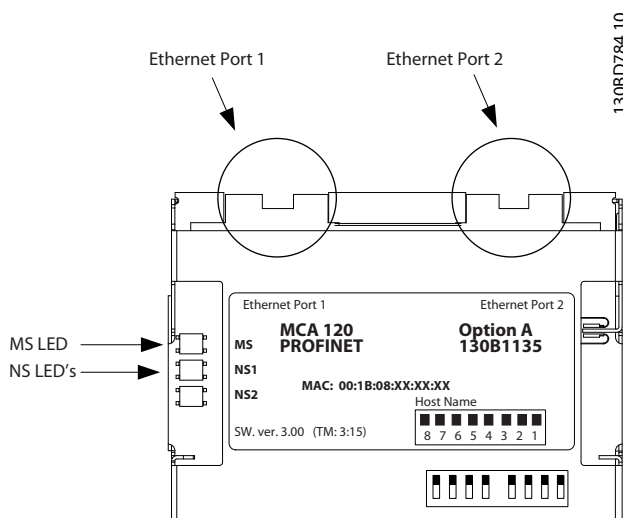 130BD784.10
Ethernet Port 1
Ethernet Port 2
Ethernet Port 1
Ethernet Port 2
MCA 120
Option A
MS LED
MS
PROFINET
130B1135
NS LED's
NS1
MAC: 00:1B:08:XX:XX:XX
NS2
Host Name
8 7 6 5 4 3 2 1
SW. ver. 3.00 (TM: 3:15)